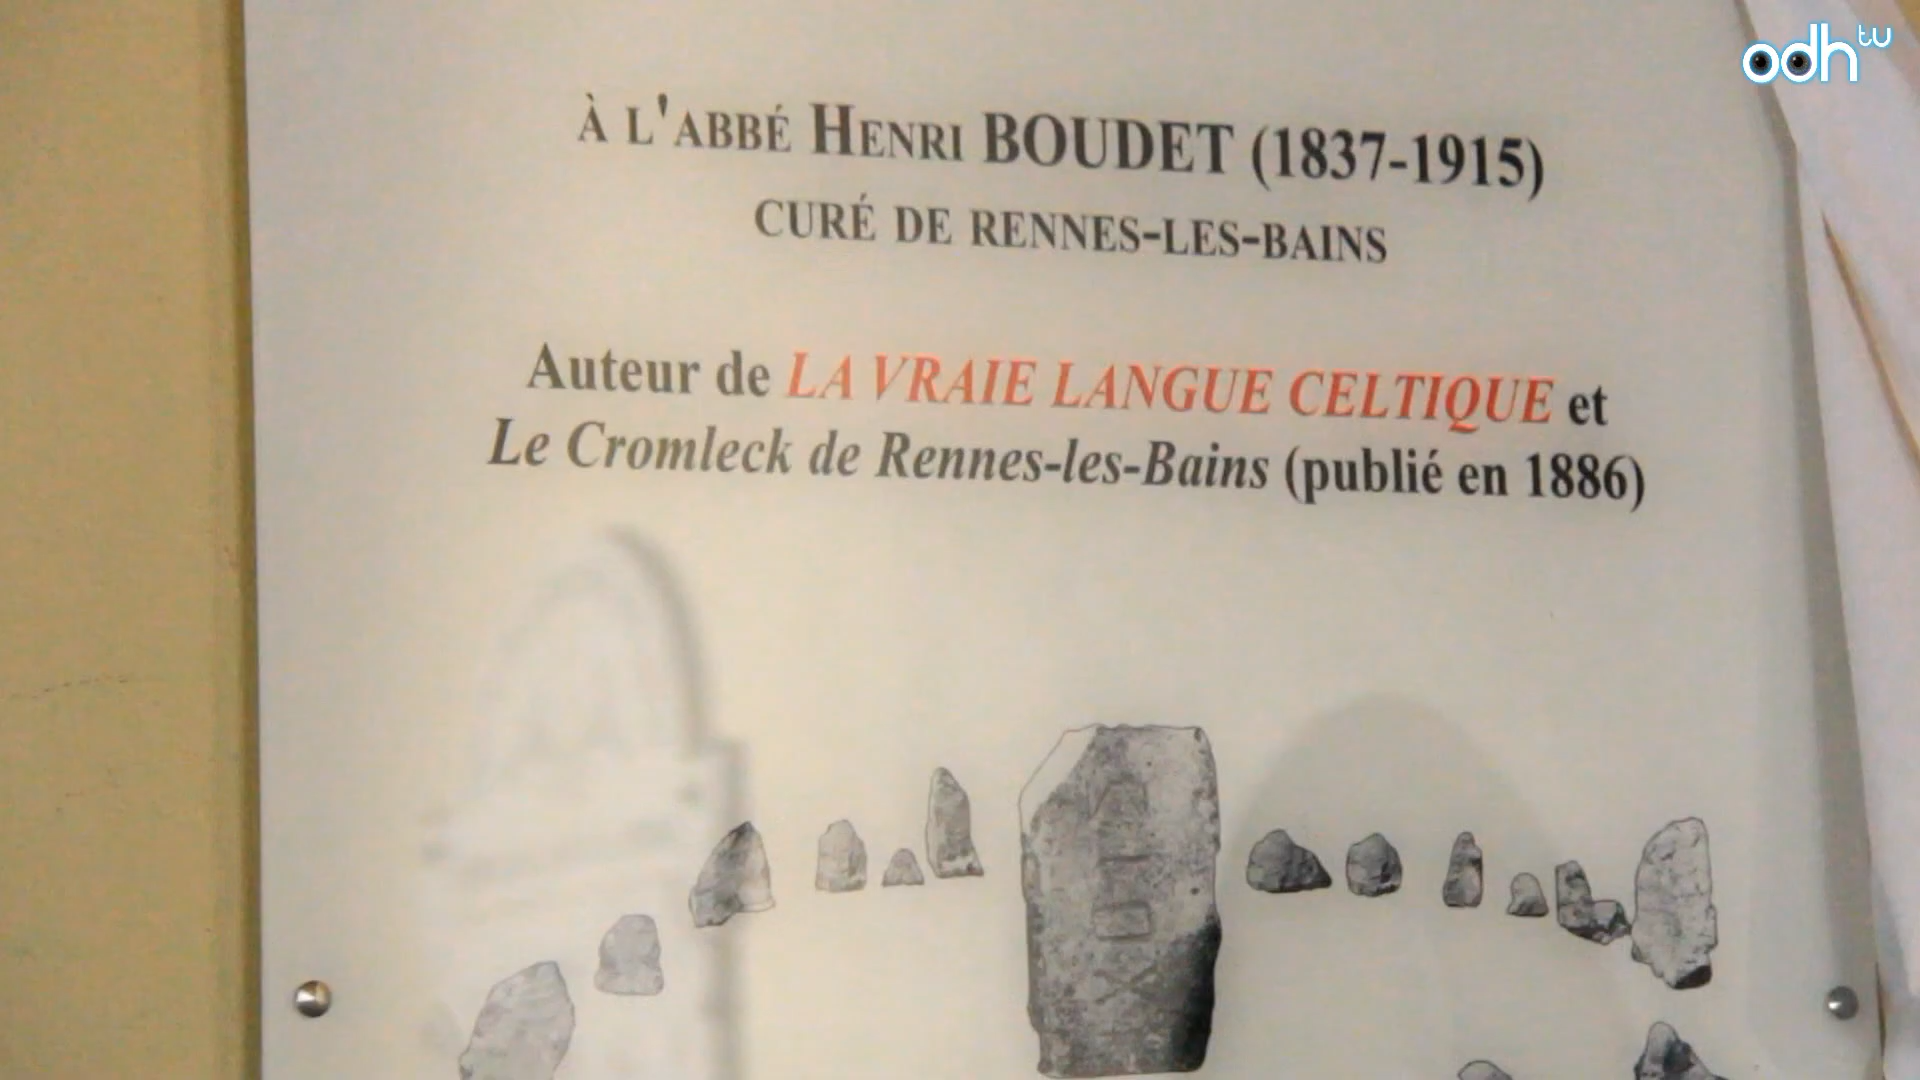 odh tv
À L'ABBÉ HENRI BOUDET (1837-1915)
CURÉ DE RENNES-LES-BAINS
Auteur de LA VRAIE LANGUE CELTIQUE et
Le Cromleck de Rennes-les-Bains (publié en 1886)